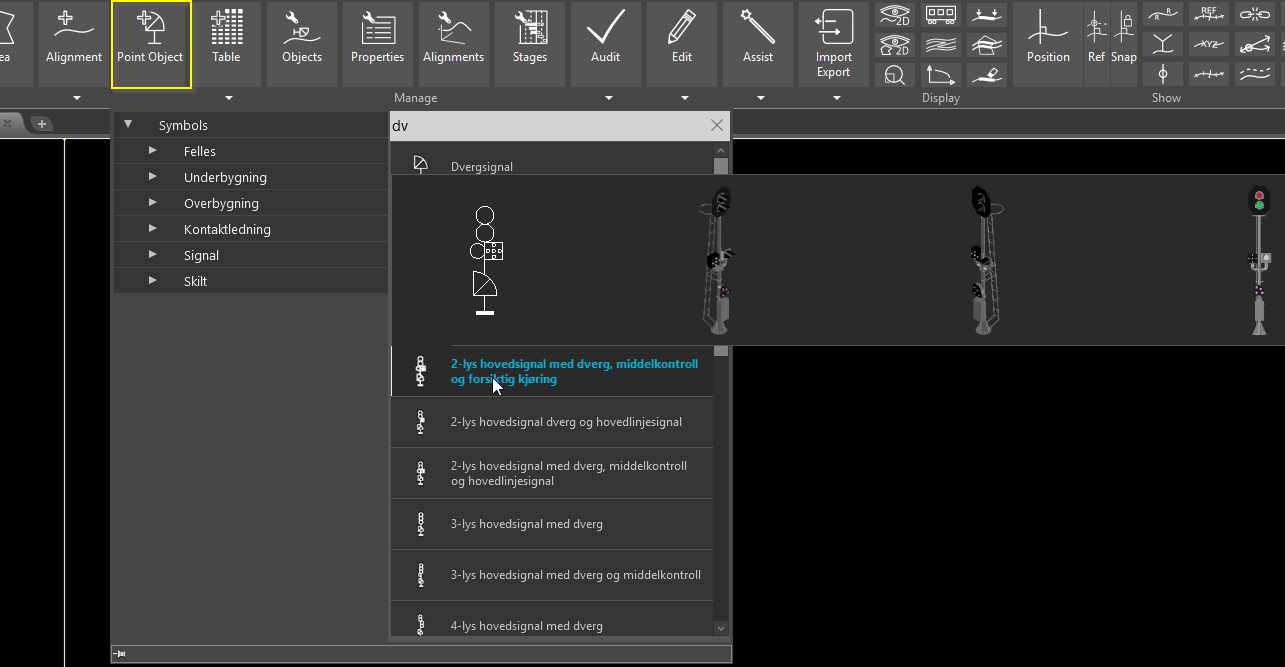 ea
Alignment
Point Object
Table
Objects
Properties
Alignments
Stages
Audit
Edit
Assist
Import
Export
2D
2D
Position
Ref
Snap
R R
REF
XYZ
Manage
Display
Show
Symbols
Felles
Underbygning
Overbygning
Kontaktledning
Signal
Skilt
dv
Dvergsignal
2-lys hovedsignal med dverg, middelkontroll
og forsiktig kjøring
2-lys hovedsignal dverg og hovedlinjesignal
2-lys hovedsignal med dverg, middelkontroll
og hovedlinjesignal
3-lys hovedsignal med dverg
3-lys hovedsignal med dverg og middelkontroll
4-lys hovedsignal med dverg